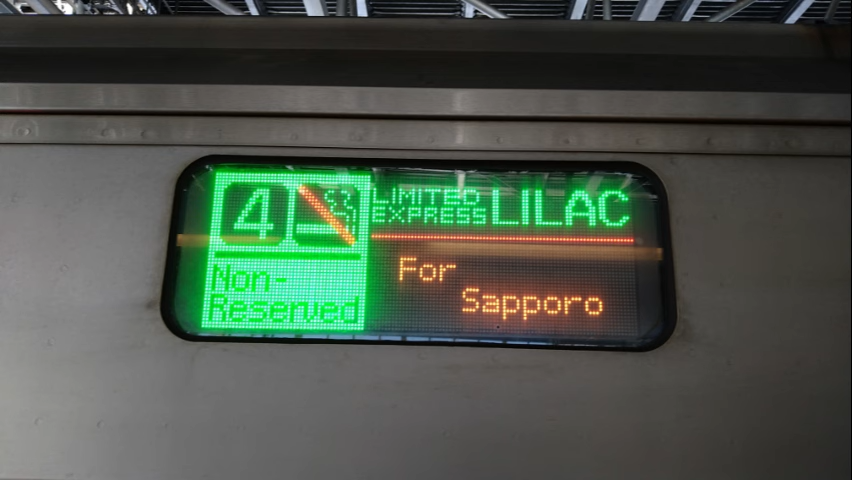 4
Non-
Reserved
LIMITED
EXPRESS LILAC
For
Sapporo